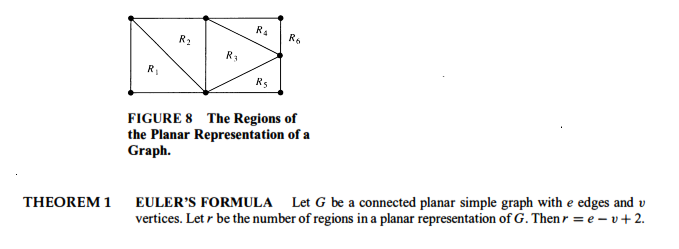 R4
R2
R6
R3
R1
R5
FIGURE 8 The Regions of
the Planar Representation of a
Graph.
THEOREM 1 EULER'S FORMULA Let G be a connected planar simple graph with e edges and v
vertices. Let r be the number of regions in a planar representation of G. Then r = e − v + 2.